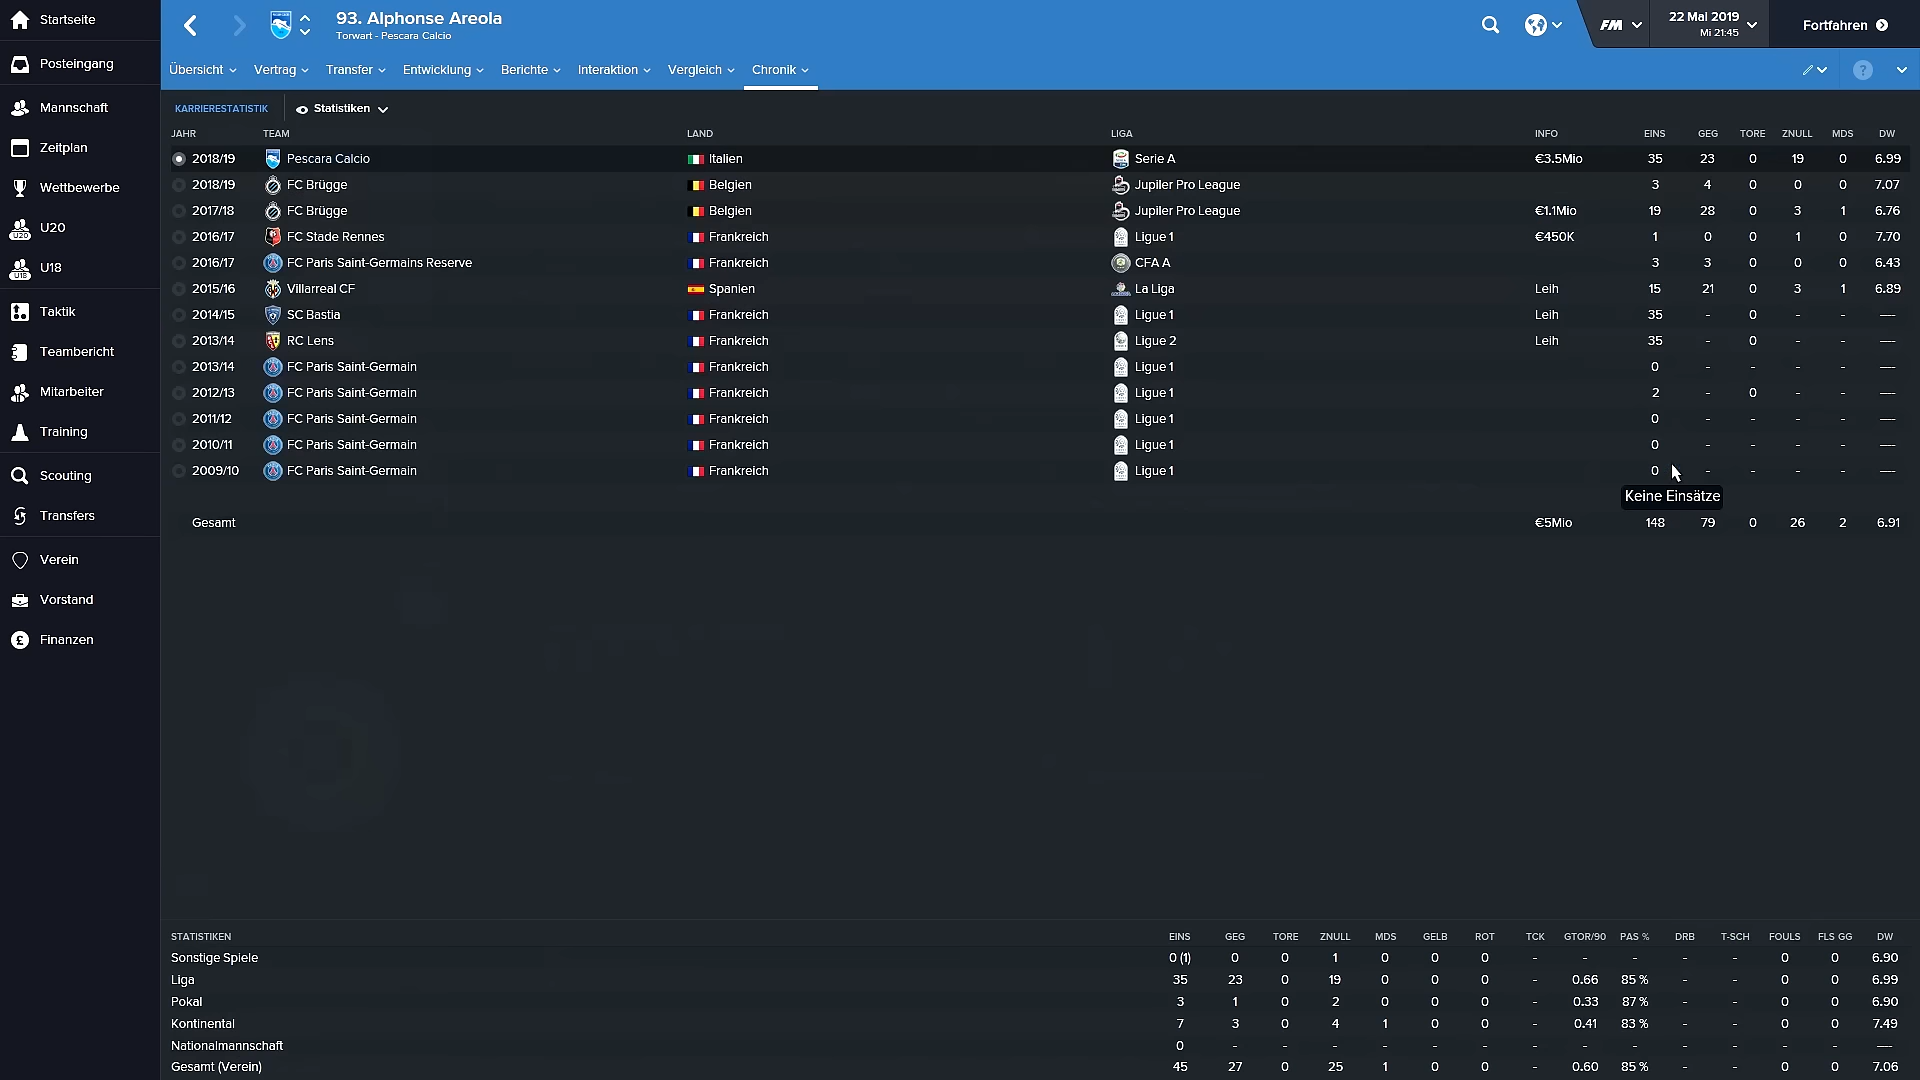 Startseite
Posteingang
Mannschaft
Zeitplan
Wettbewerbe
U20
U18
Taktik
Teambericht
Mitarbeiter
Training
Scouting
Transfers
Verein
Vorstand
Finanzen
93. Alphonse Areola
Torwart - Pescara Calcio
FM
22 Mai 2019
Mi 21:45
Fortfahren
Übersicht Vertrag Transfer Entwicklung Berichte Interaktion Vergleich Chronik
KARRIERESTATISTIK Statistiken
JAHR TEAM LAND LIGA INFO EINS GEG TORE ZNULL MDS DW
2018/19 Pescara Calcio Italien Serie A €3.5Mio 35 23 0 19 0 6.99
2018/19 FC Brügge Belgien Jupiler Pro League 3 4 0 0 0 7.07
2017/18 FC Brügge Belgien Jupiler Pro League €1.1Mio 19 28 0 3 1 6.76
2016/17 FC Stade Rennes Frankreich Ligue 1 €450K 1 0 0 1 0 7.70
2016/17 FC Paris Saint-Germains Reserve Frankreich CFA A 3 3 0 0 0 6.43
2015/16 Villarreal CF Spanien La Liga Leih 15 21 0 3 1 6.89
2014/15 SC Bastia Frankreich Ligue 1 Leih 35 - 0 - - ---
2013/14 RC Lens Frankreich Ligue 2 Leih 35 - 0 - - ---
2013/14 FC Paris Saint-Germain Frankreich Ligue 1 0 - - - - ---
2012/13 FC Paris Saint-Germain Frankreich Ligue 1 2 - 0 - - ---
2011/12 FC Paris Saint-Germain Frankreich Ligue 1 0 - - - - ---
2010/11 FC Paris Saint-Germain Frankreich Ligue 1 0 - - - - ---
2009/10 FC Paris Saint-Germain Frankreich Ligue 1 0 - - - - ---
Keine Einsätze
Gesamt €5Mio 148 79 0 26 2 6.91
STATISTIKEN EINS GEG TORE ZNULL MDS GELB ROT TCK GTOR/90 PAS % DRB T-SCH FOULS FLS GG DW
Sonstige Spiele 0 (1) 0 0 1 0 0 0 - - - - - 0 0 6.90
Liga 35 23 0 19 0 0 0 - 0.66 85 % - - 0 0 6.99
Pokal 3 1 0 2 0 0 0 - 0.33 87 % - - 0 0 6.90
Kontinental 7 3 0 4 1 0 0 - 0.41 83 % - - 0 0 7.49
Nationalmannschaft 0 - - - - - - - - - - - - - ---
Gesamt (Verein) 45 27 0 25 1 0 0 - 0.60 85 % - - 0 0 7.06